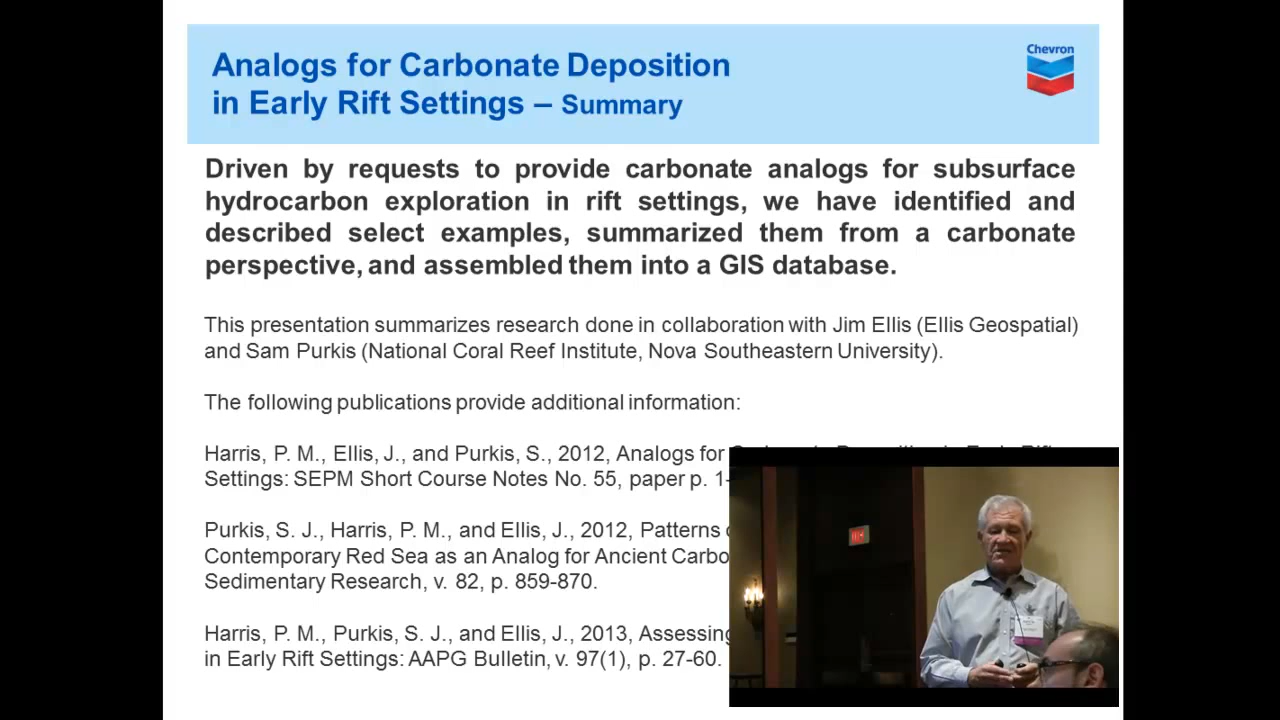 Analogs for Carbonate Deposition
in Early Rift Settings – Summary
Chevron
Driven by requests to provide carbonate analogs for subsurface
hydrocarbon exploration in rift settings, we have identified and
described select examples, summarized them from a carbonate
perspective, and assembled them into a GIS database.
This presentation summarizes research done in collaboration with Jim Ellis (Ellis Geospatial)
and Sam Purkis (National Coral Reef Institute, Nova Southeastern University).
The following publications provide additional information:
Harris, P. M., Ellis, J., and Purkis, S., 2012, Analogs for
Settings: SEPM Short Course Notes No. 55, paper p. 1-
Purkis, S. J., Harris, P. M., and Ellis, J., 2012, Patterns
Contemporary Red Sea as an Analog for Ancient Carbo
Sedimentary Research, v. 82, p. 859-870.
Harris, P. M., Purkis, S. J., and Ellis, J., 2013, Assessing
in Early Rift Settings: AAPG Bulletin, v. 97(1), p. 27-60.